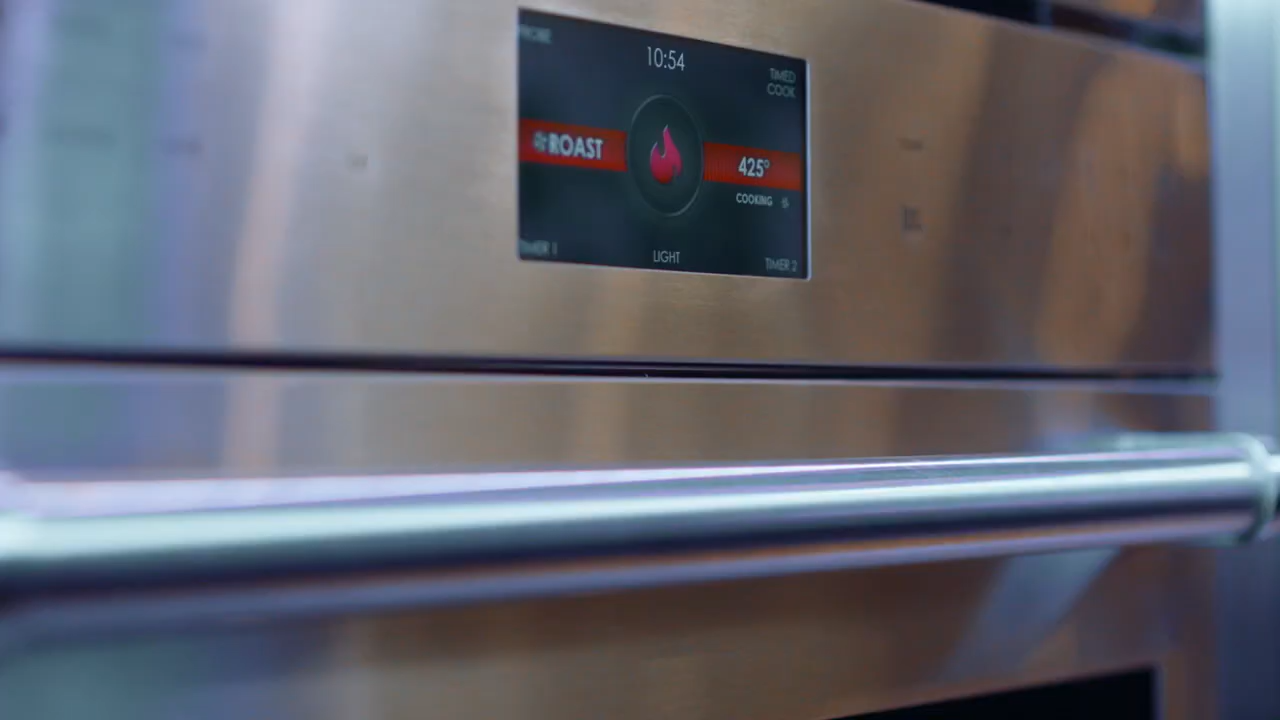 PROBE
10:54
TIMED
COOK
ROAST
425°
COOKING
TIMER 1
LIGHT
TIMER 2